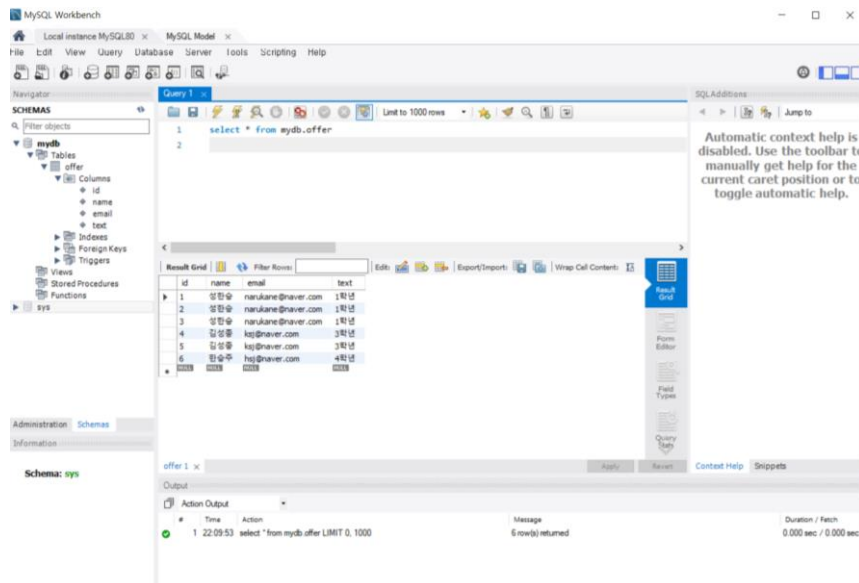 MySQL Workbench
Local instance MySQL80 × MySQL Model ×
File Edit View Query Database Server Tools Scripting Help
Navigator
SCHEMAS
Filter objects
mydb
Tables
offer
Columns
id
name
email
text
Indexes
Foreign Keys
Triggers
Views
Stored Procedures
Functions
sys
Administration Schemas
Information
Schema: sys
Query 1 ×
Limit to 1000 rows
1 select * from mydb.offer
2
Result Grid Filter Rows: Edit: Export/Import: Wrap Cell Content:
id name email text
1 성한승 narukane@naver.com 1학년
2 성한승 narukane@naver.com 1학년
3 성한승 narukane@naver.com 1학년
4 김성종 ksj@naver.com 3학년
5 김성종 ksj@naver.com 3학년
6 한승주 hsj@naver.com 4학년
NULL NULL NULL NULL
Result Grid
Form Editor
Field Types
Query Stats
offer 1 ×
Apply Revert
SQLAdditions
Jump to
Automatic context help is
disabled. Use the toolbar to
manually get help for the
current caret position or to
toggle automatic help.
Context Help Snippets
Output
Action Output
# Time Action Message Duration / Fetch
1 22:09:53 select * from mydb.offer LIMIT 0, 1000 6 row(s) returned 0.000 sec / 0.000 sec